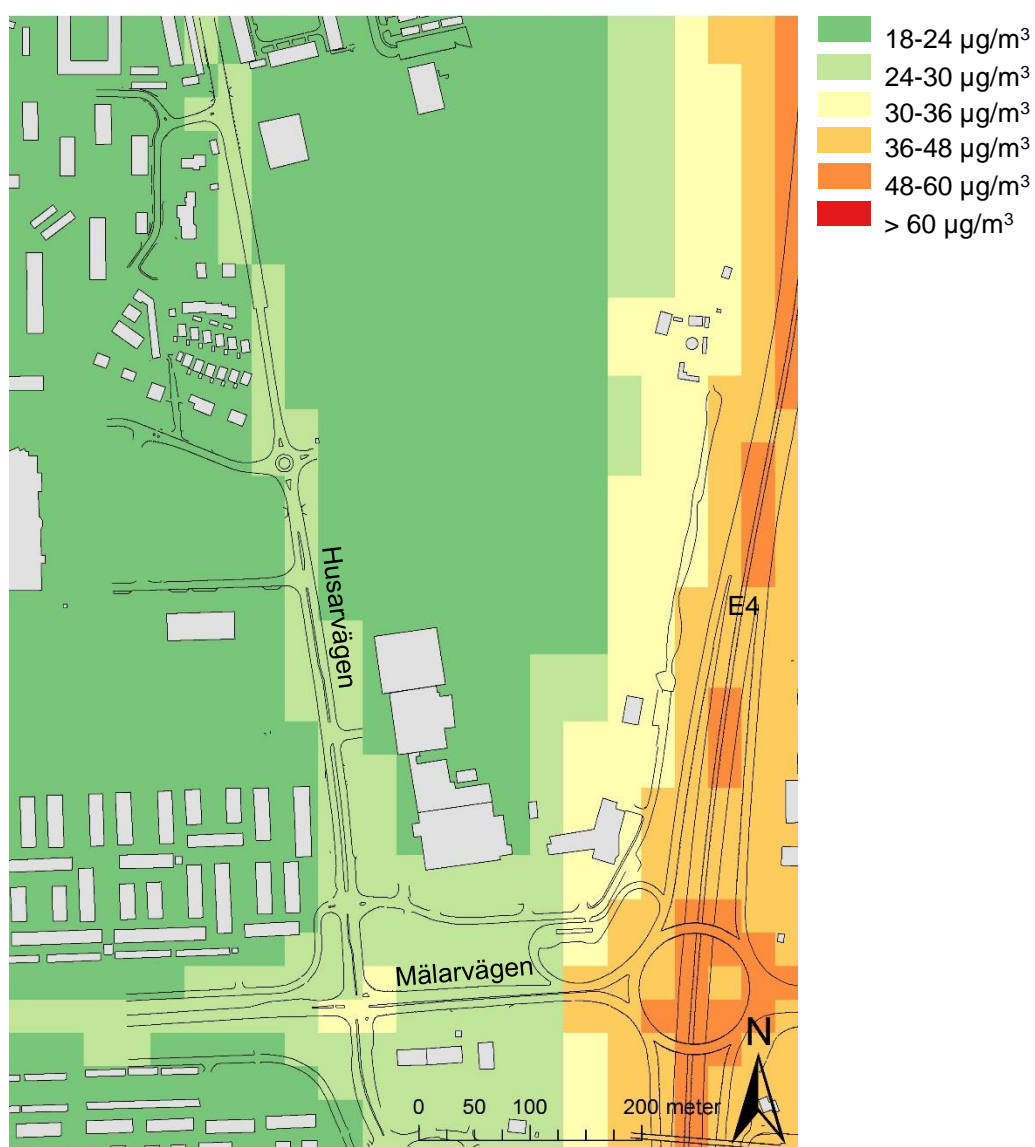 18-24 µg/m³
24-30 µg/m³
30-36 µg/m³
36-48 µg/m³
48-60 µg/m³
> 60 µg/m³
Husarvägen
E4
Mälarvägen
N
0 50 100 200 meter